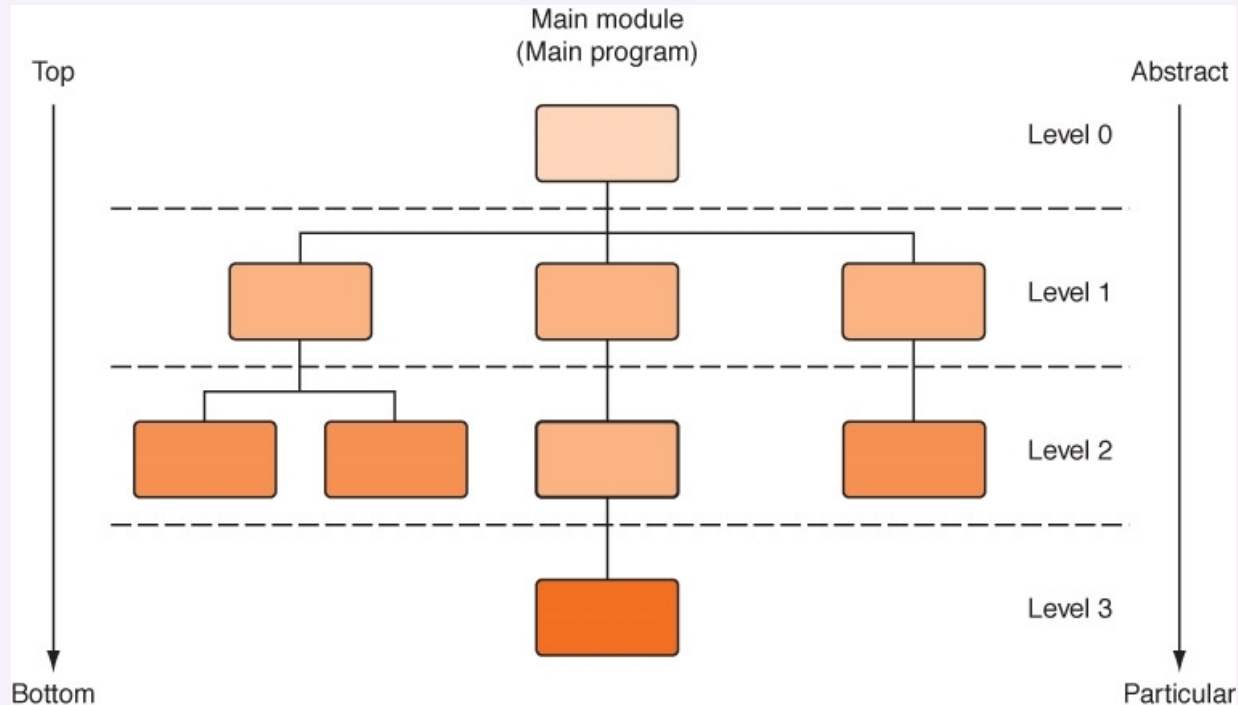 Main module
(Main program)
Top
Abstract
Level 0
Level 1
Level 2
Level 3
Bottom
Particular